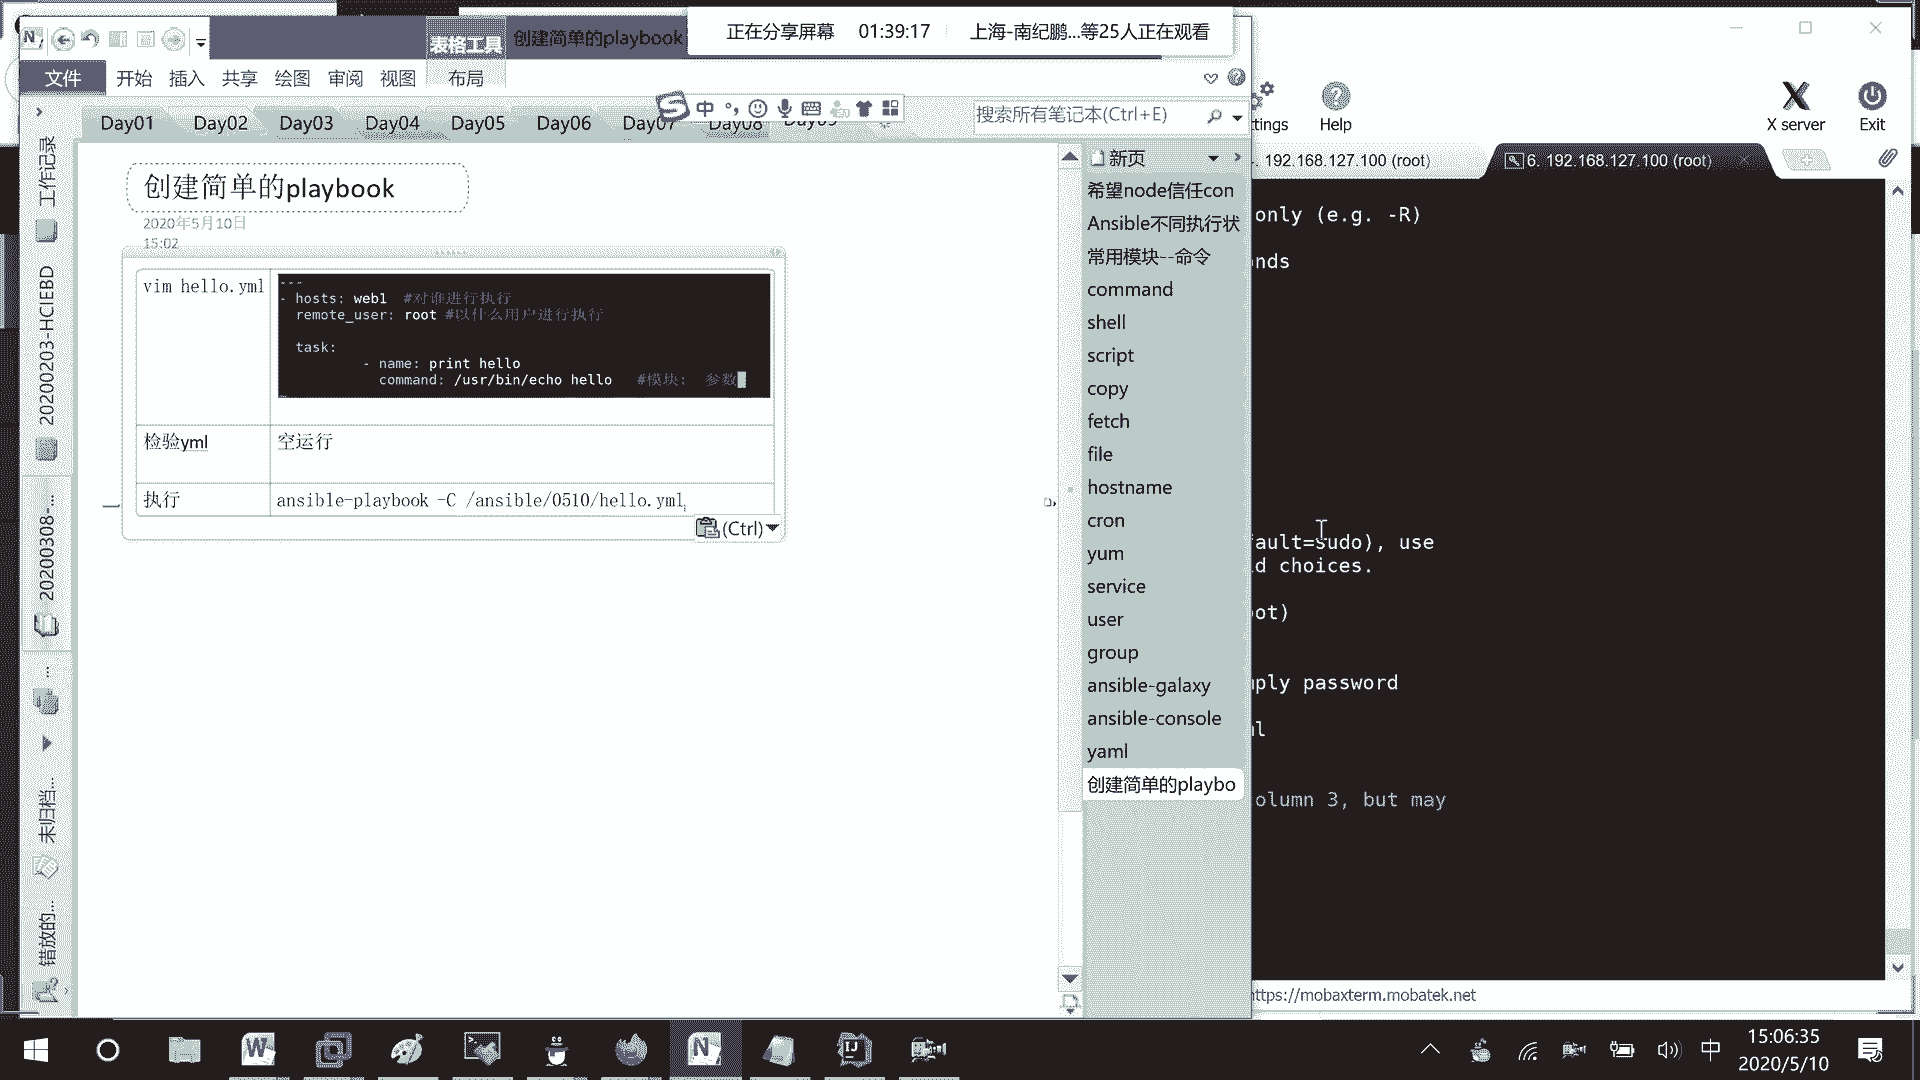 正在分享屏幕 01:39:17 上海-南纪鹏...等25人正在观看
表格工具 创建简单的playbook
文件 开始 插入 共享 绘图 审阅 视图 布局
Day01 Day02 Day03 Day04 Day05 Day06 Day07 Day08 Day09
中
搜索所有笔记本(Ctrl+E)
工作记录
20200203-HCIEBD
20200308-...
未归档...
错放的...
创建简单的playbook
2020年5月10日
15:02
vim hello.yml
---
- hosts: web1 #对谁进行执行
remote_user: root #以什么用户进行执行
task:
- name: print hello
command: /usr/bin/echo hello #模块: 参数
检验yml 空运行
执行 ansible-playbook -C /ansible/0510/hello.yml
(Ctrl)
新页
希望node信任con
Ansible不同执行状
常用模块--命令
command
shell
script
copy
fetch
file
hostname
cron
yum
service
user
group
ansible-galaxy
ansible-console
yaml
创建简单的playbo
tings Help X server Exit
192.168.127.100 (root) 6. 192.168.127.100 (root)
only (e.g. -R)
nds
ault=sudo), use
d choices.
ot)
ply password
l
olumn 3, but may
https://mobaxterm.mobatek.net
中
15:06:35
2020/5/10